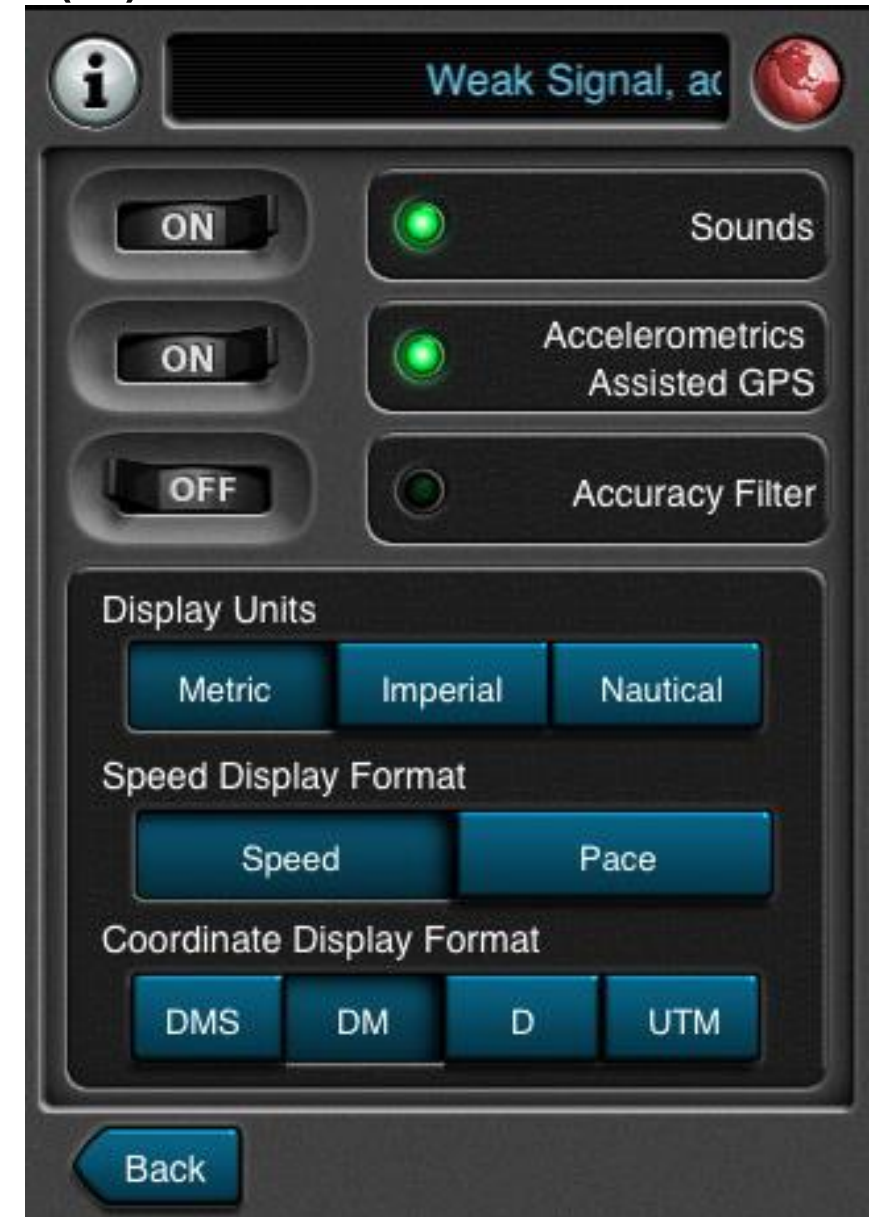 i
Weak Signal,
ON
Sounds
ON
Accelerometrics
Assisted GPS
OFF
Accuracy Filter
Display Units
Metric Imperial Nautical
Speed Display Format
Speed Pace
Coordinate Display Format
DMS DM D UTM
Back